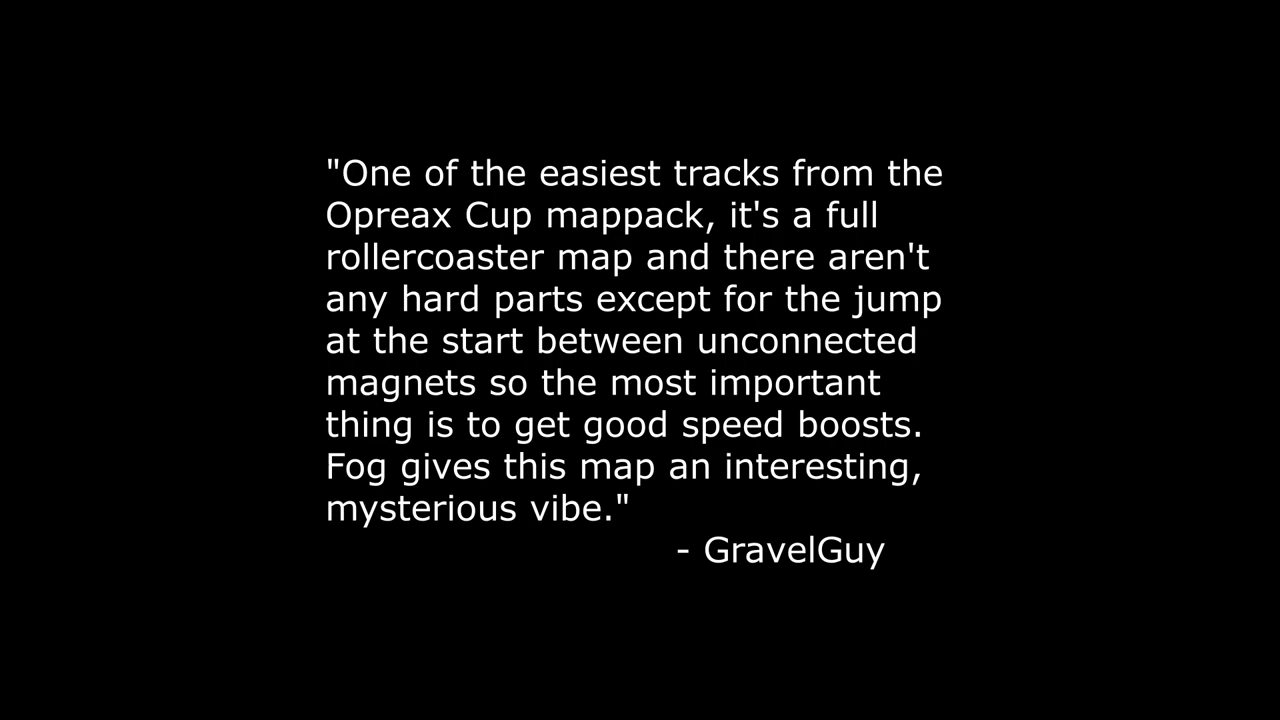 "One of the easiest tracks from the
Opreax Cup mappack, it's a full
rollercoaster map and there aren't
any hard parts except for the jump
at the start between unconnected
magnets so the most important
thing is to get good speed boosts.
Fog gives this map an interesting,
mysterious vibe."
- GravelGuy